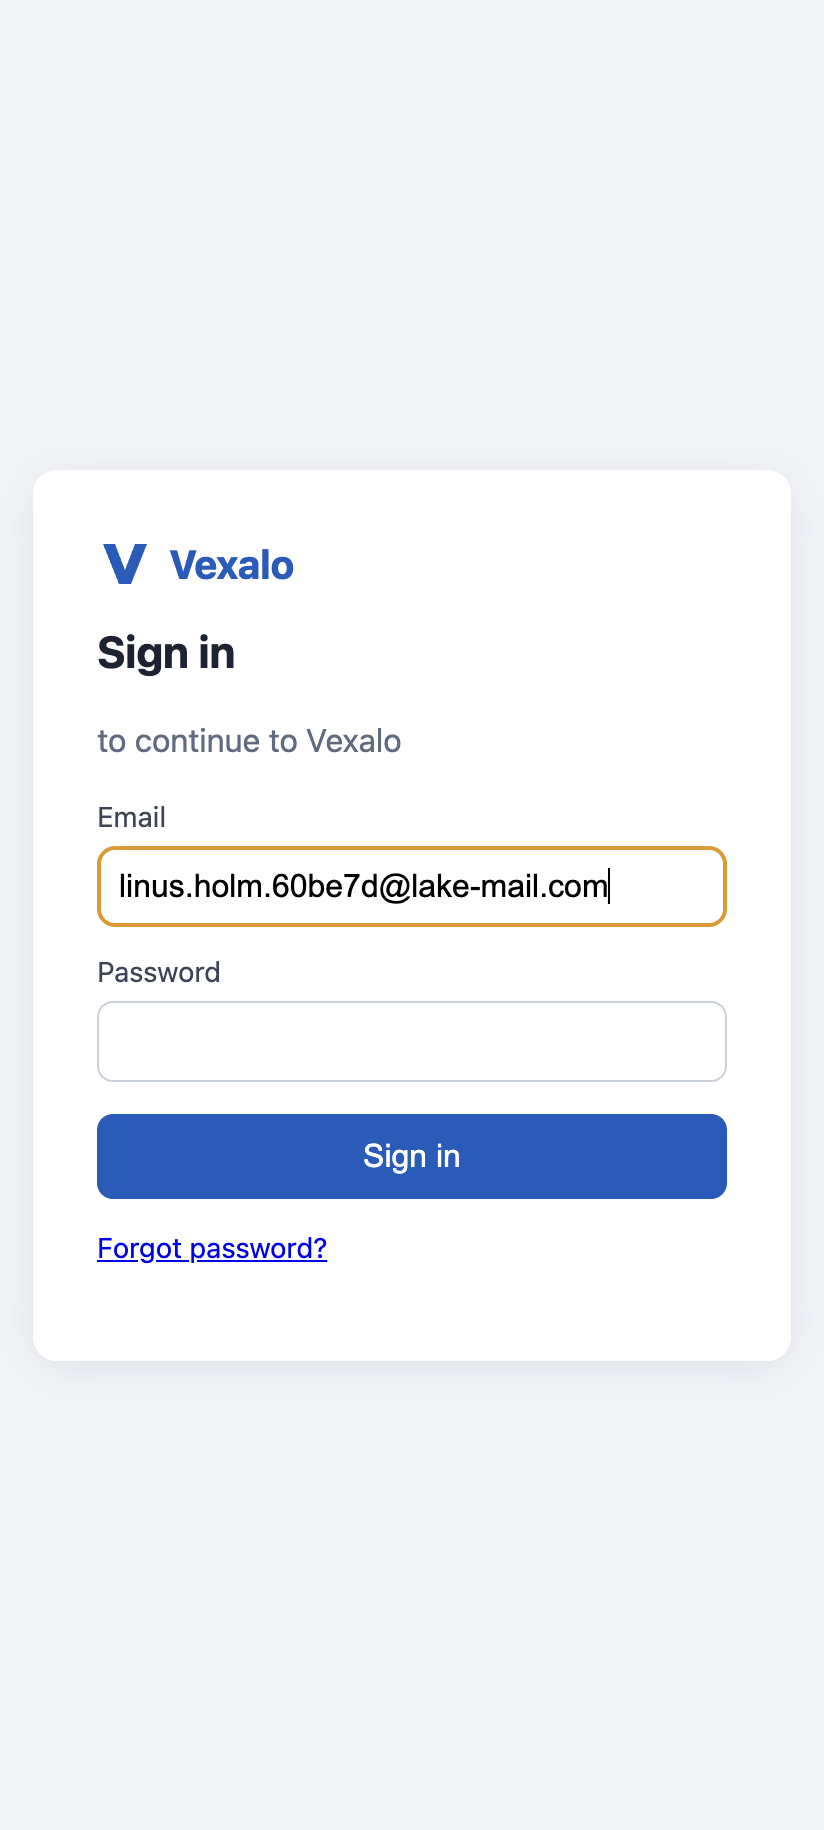 Vexalo
Sign in
to continue to Vexalo
Email
linus.holm.60be7d@lake-mail.com
Password
Sign in
Forgot password?